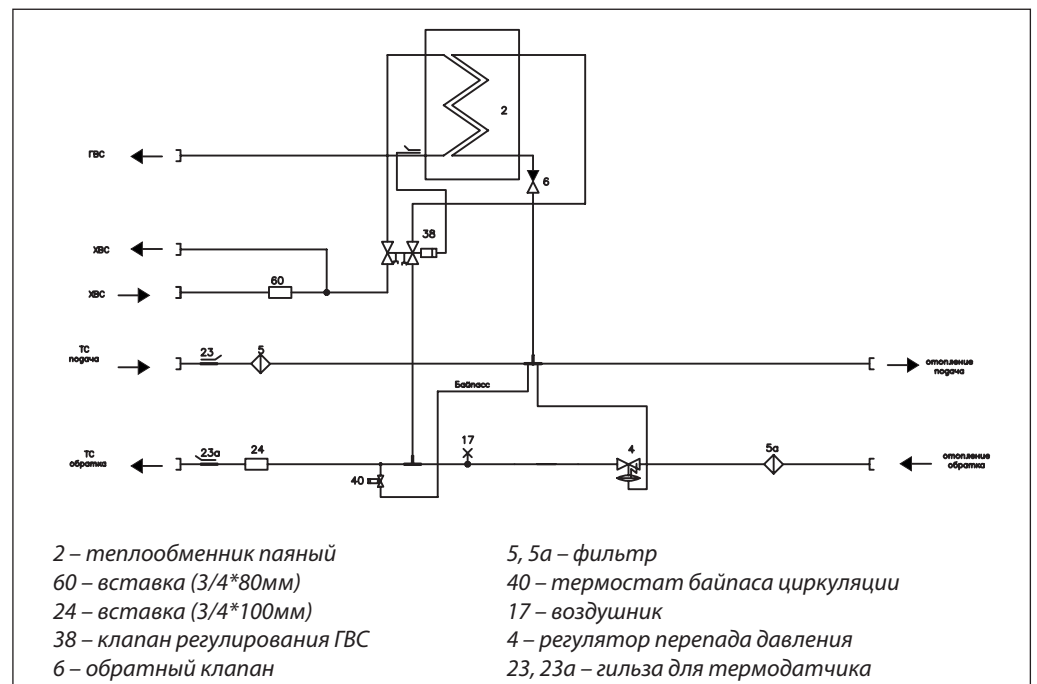 2
ГВС
6
ХВС
38
ХВС
60
ТС
подача
23
5
отопление
подача
Байпасс
ТС
обратка
23а
24
17
4
5а
отопление
обратка
40
2 – теплообменник паяный
60 – вставка (3/4*80мм)
24 – вставка (3/4*100мм)
38 – клапан регулирования ГВС
6 – обратный клапан
5, 5а – фильтр
40 – термостат байпаса циркуляции
17 – воздушник
4 – регулятор перепада давления
23, 23а – гильза для термодатчика